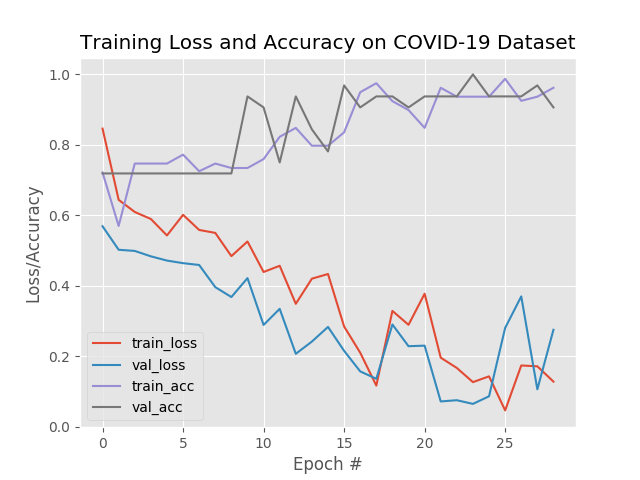 Training Loss and Accuracy on COVID-19 Dataset
1.0
0.8
0.6
0.4
0.2
0.0
Loss/Accuracy
train_loss
val_loss
train_acc
val_acc
0 5 10 15 20 25
Epoch #